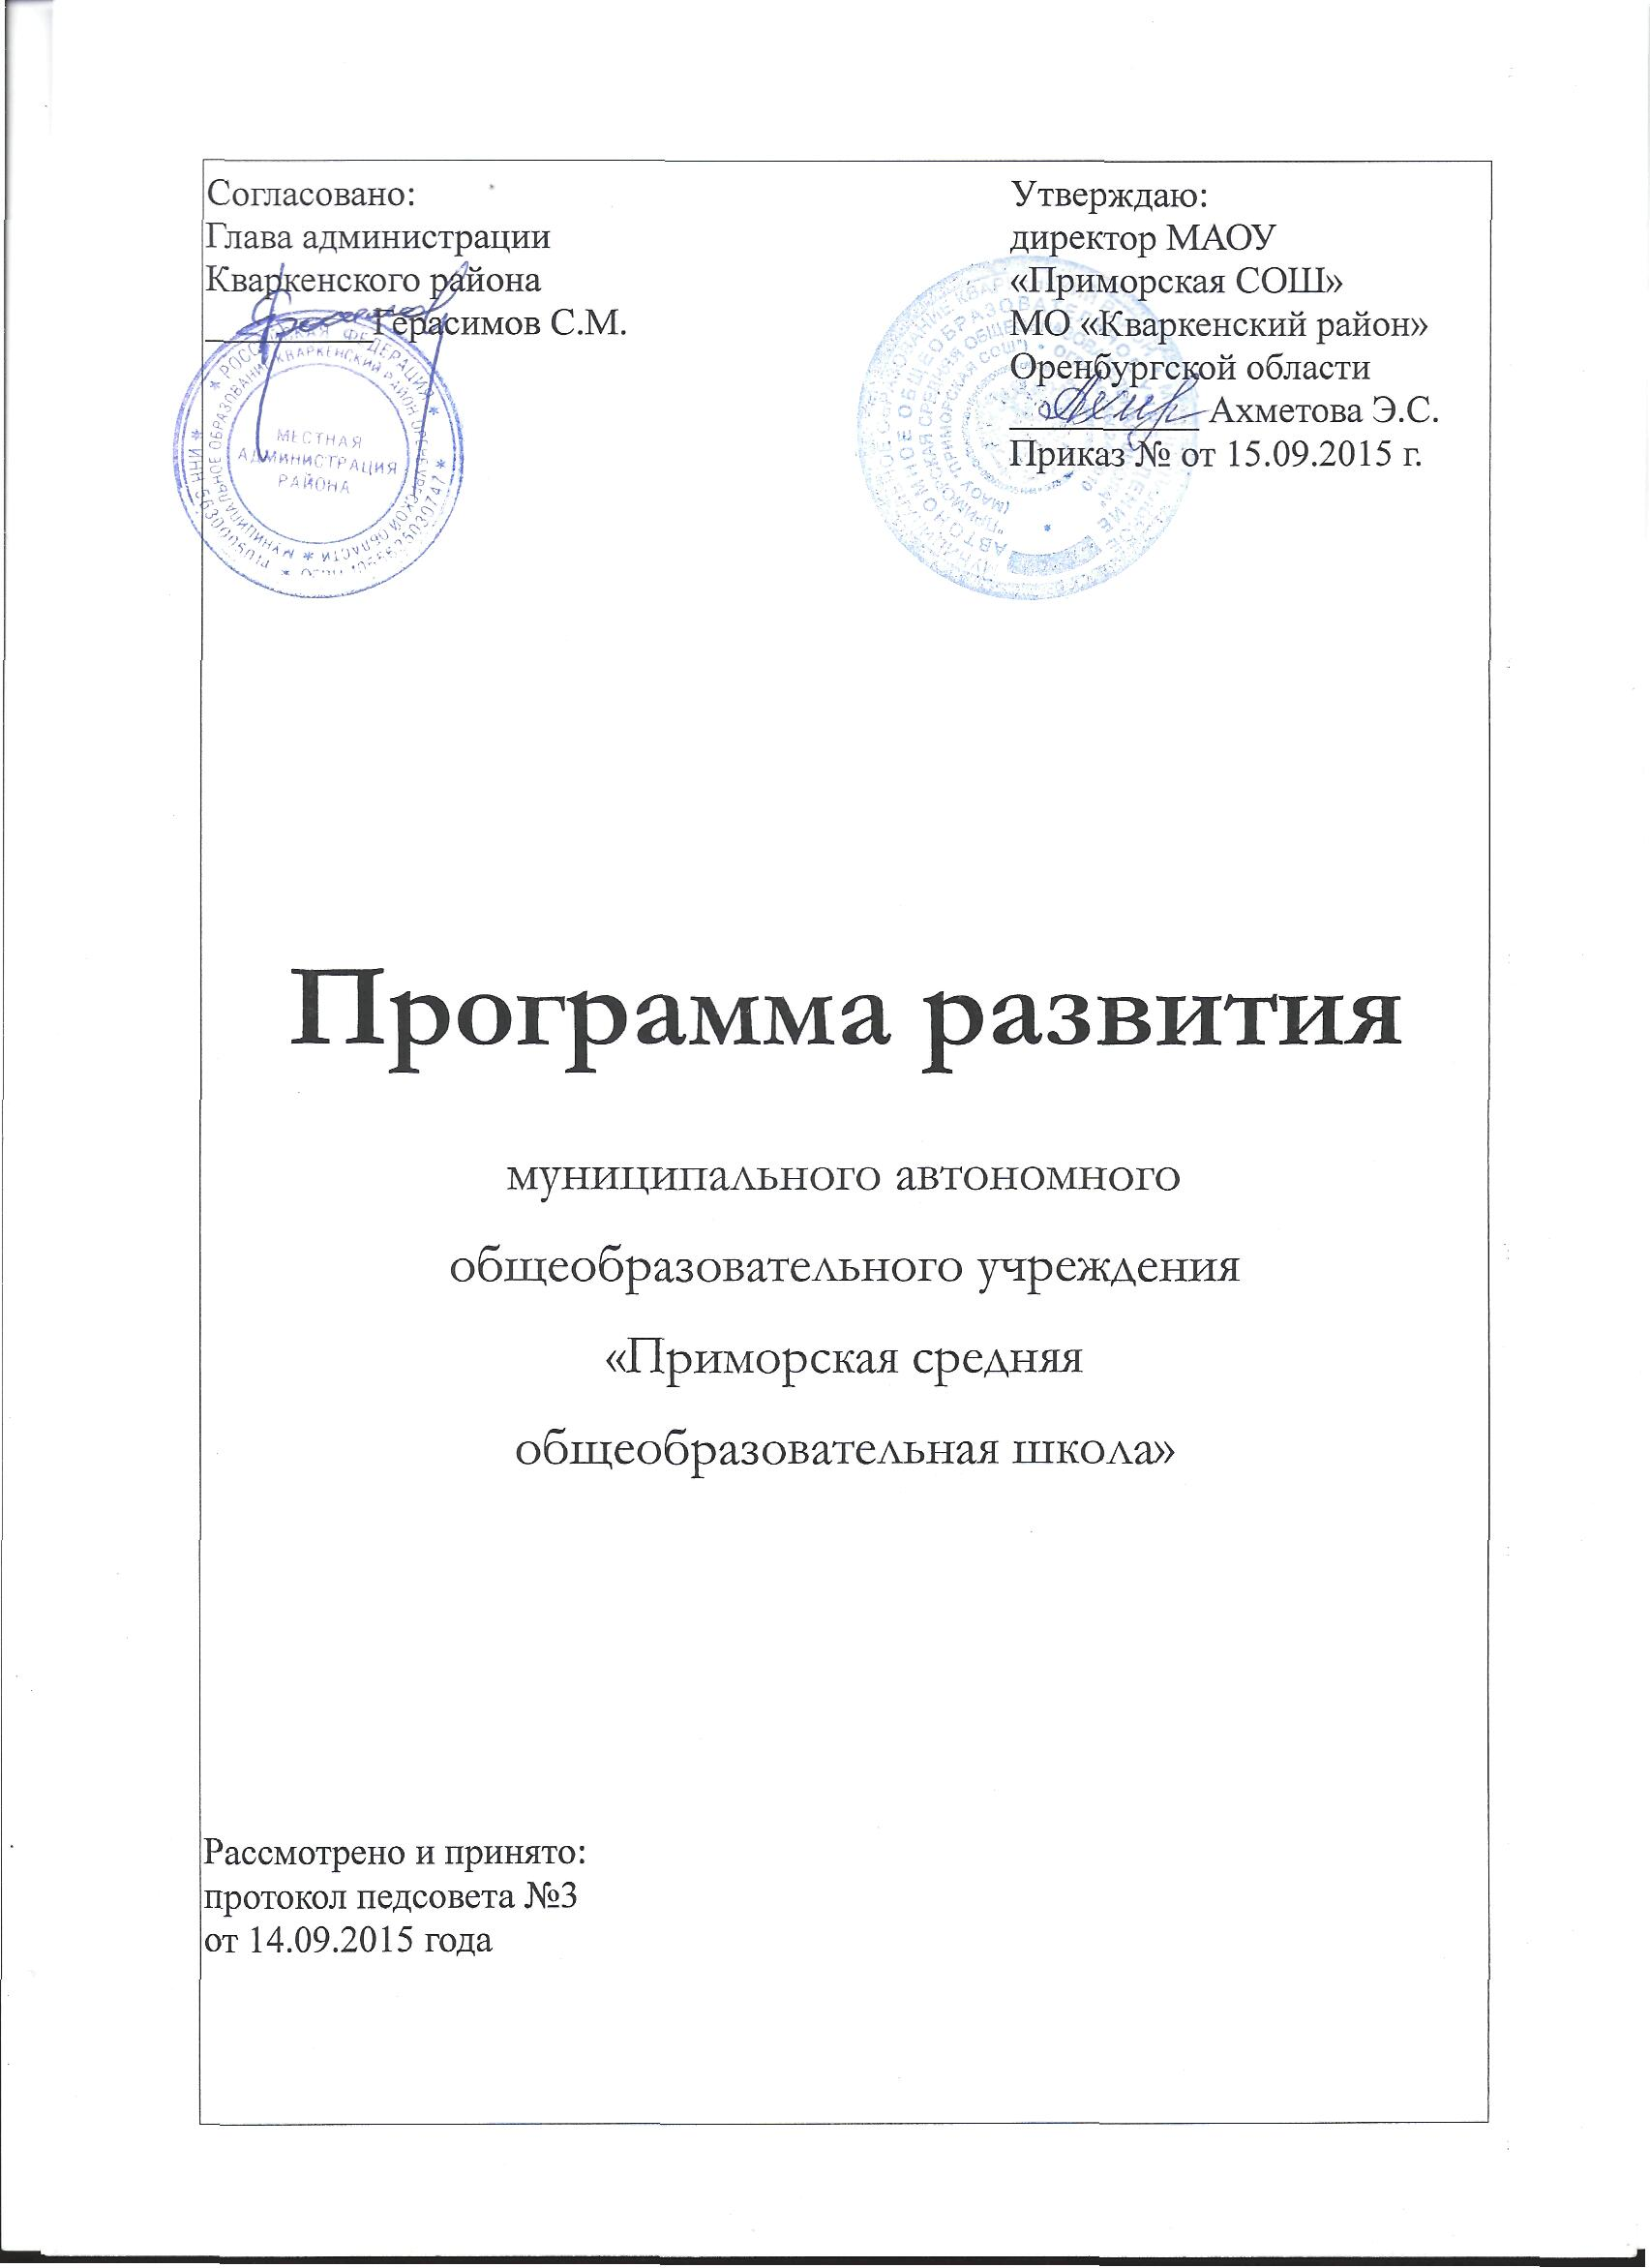 Согласовано:
Глава администрации
Кваркенского района
_________Герасимов С.М.
МЕСТНАЯ
АДМИНИСТРАЦИЯ
РАЙОНА
Утверждаю:
директор МАОУ
«Приморская СОШ»
МО «Кваркенский район»
Оренбургской области
__________ Ахметова Э.С.
Приказ № от 15.09.2015 г.
Программа развития
муниципального автономного
общеобразовательного учреждения
«Приморская средняя
общеобразовательная школа»
Рассмотрено и принято:
протокол педсовета №3
от 14.09.2015 года